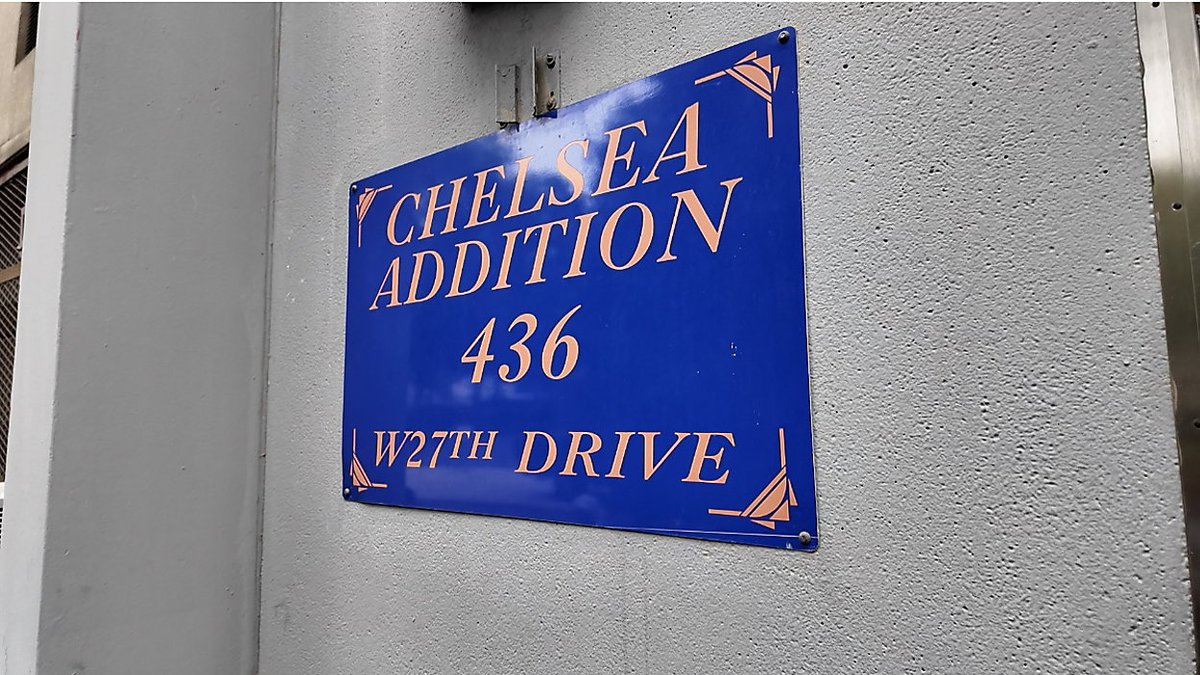 CHELSEA
ADDITION
436
W27TH DRIVE